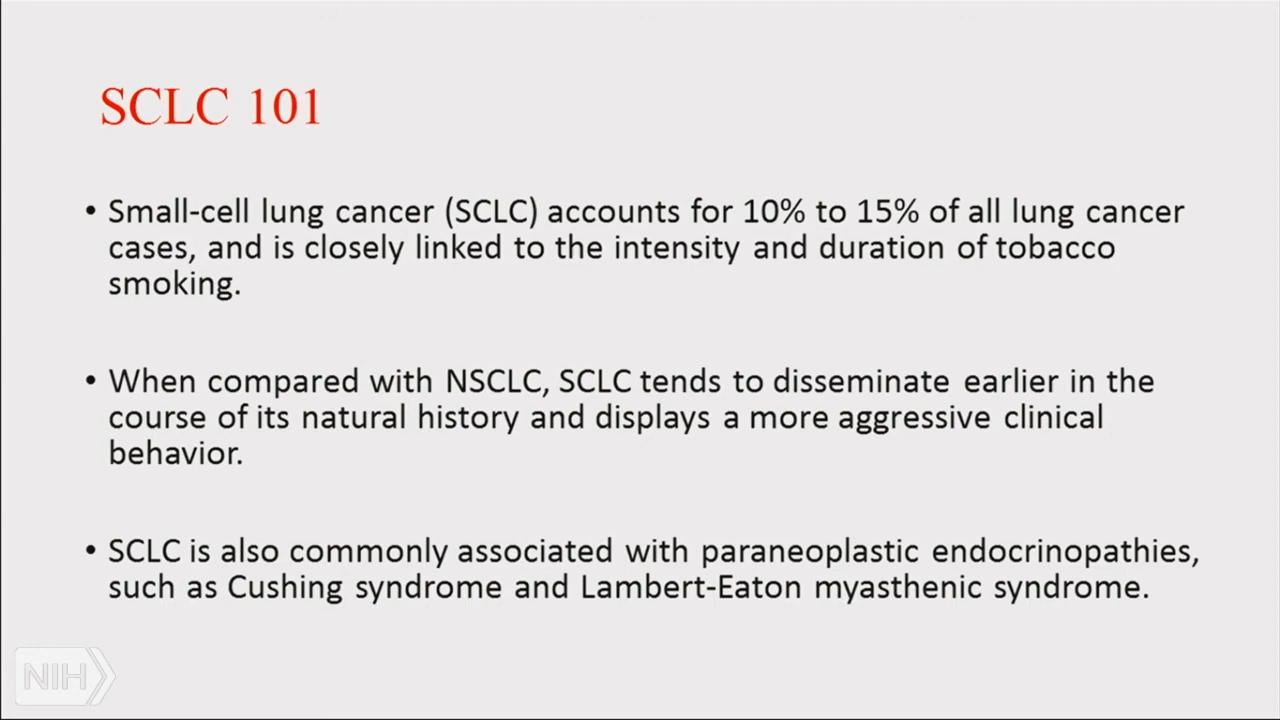 SCLC 101
• Small-cell lung cancer (SCLC) accounts for 10% to 15% of all lung cancer
cases, and is closely linked to the intensity and duration of tobacco
smoking.
• When compared with NSCLC, SCLC tends to disseminate earlier in the
course of its natural history and displays a more aggressive clinical
behavior.
• SCLC is also commonly associated with paraneoplastic endocrinopathies,
such as Cushing syndrome and Lambert-Eaton myasthenic syndrome.
NIH